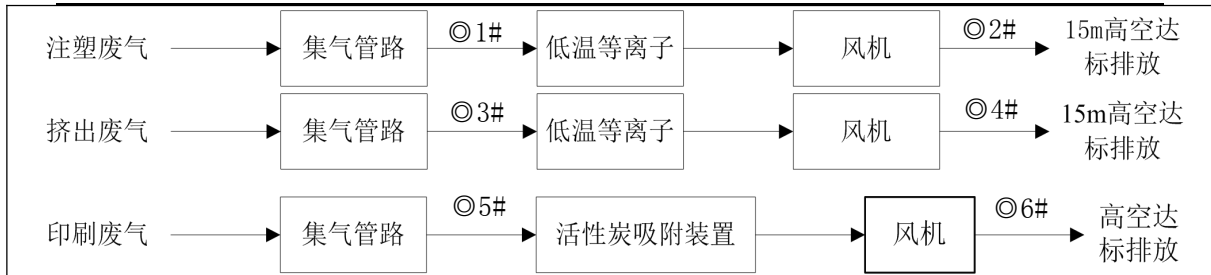 注塑废气 集气管路 ◎1# 低温等离子 风机 ◎2# 15m高空达
标排放
挤出废气 集气管路 ◎3# 低温等离子 风机 ◎4# 15m高空达
标排放
印刷废气 集气管路 ◎5# 活性炭吸附装置 风机 ◎6# 高空达
标排放